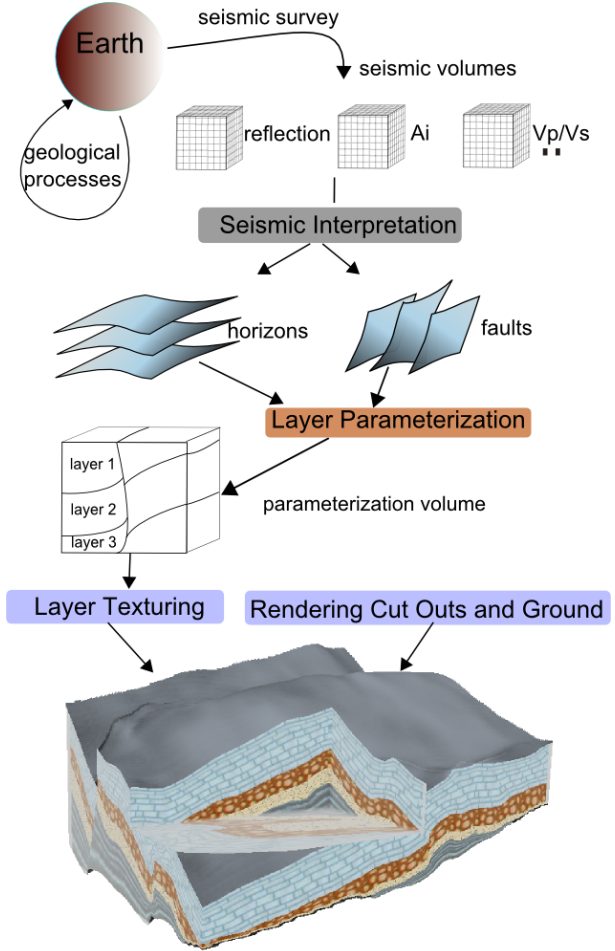 seismic survey
Earth
seismic volumes
reflection
Ai
Vp/Vs
..
geological
processes
Seismic Interpretation
horizons
faults
Layer Parameterization
layer 1
layer 2
layer 3
parameterization volume
Layer Texturing
Rendering Cut Outs and Ground